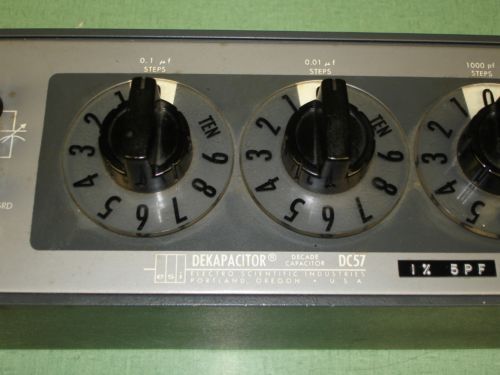 0.1 µf
STEPS
0.01 µf
STEPS
1000 pf
STEPS
1 2 3 4 5 6 7 8 9 TEN
1 2 3 4 5 6 7 8 9 TEN
0 1 2 3 4 5
GRD
esi
DEKAPACITOR® DECADE CAPACITOR DC57
ELECTRO SCIENTIFIC INDUSTRIES
PORTLAND, OREGON • U.S.A.
1% 5PF